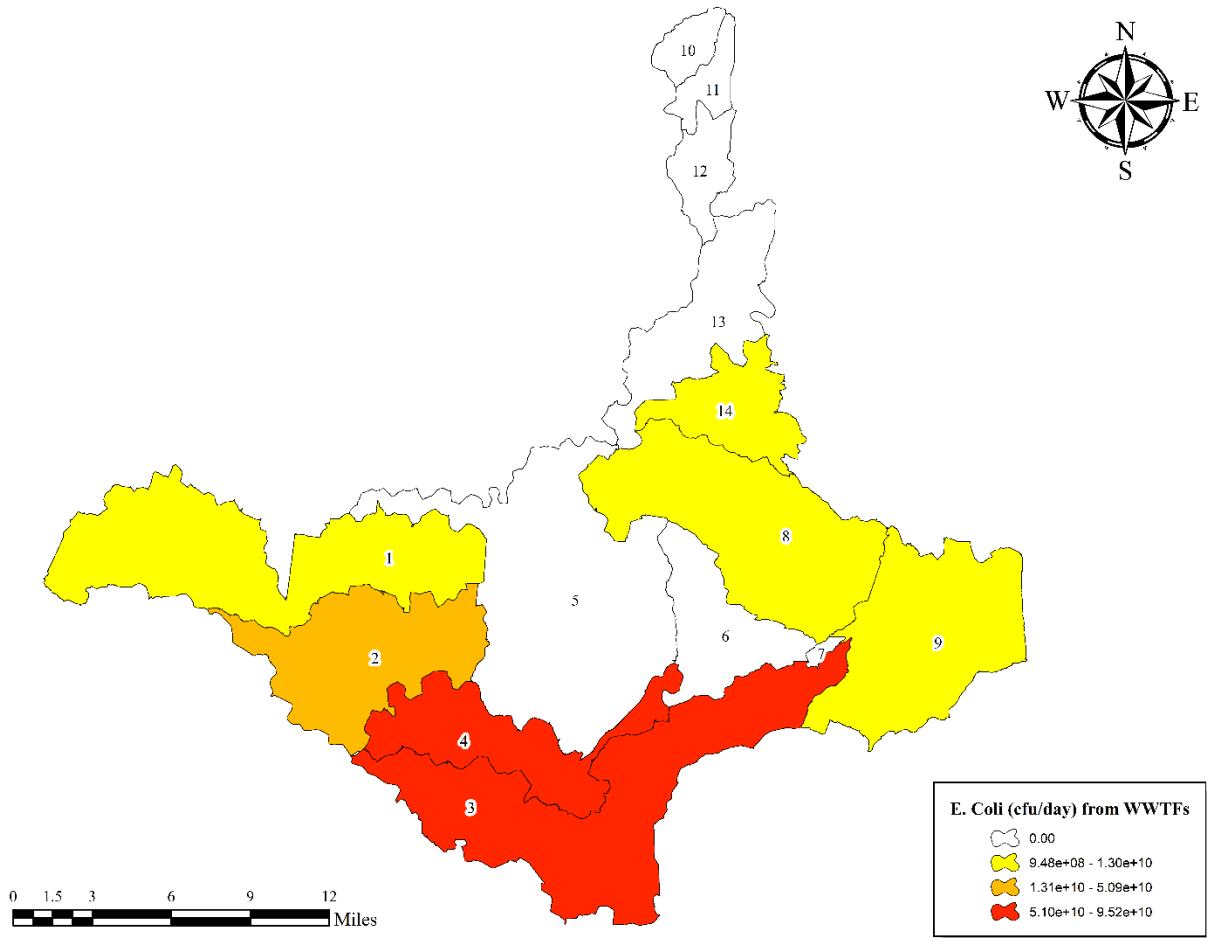 10
N
11
W E
12
S
13
14
8
1
5
6
9
7
2
4
3
E. Coli (cfu/day) from WWTFs
0.00
9.48e+08 - 1.30e+10
1.31e+10 - 5.09e+10
5.10e+10 - 9.52e+10
0 1.5 3 6 9 12
Miles